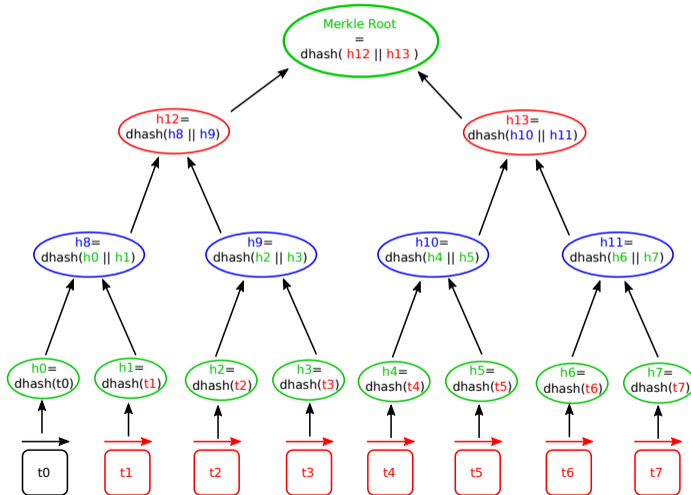 Merkle Root
=
dhash( h12 || h13 )
h12=
dhash(h8 || h9)
h13=
dhash(h10 || h11)
h8=
dhash(h0 || h1)
h9=
dhash(h2 || h3)
h10=
dhash(h4 || h5)
h11=
dhash(h6 || h7)
h0=
dhash(t0)
h1=
dhash(t1)
h2=
dhash(t2)
h3=
dhash(t3)
h4=
dhash(t4)
h5=
dhash(t5)
h6=
dhash(t6)
h7=
dhash(t7)
t0
t1
t2
t3
t4
t5
t6
t7